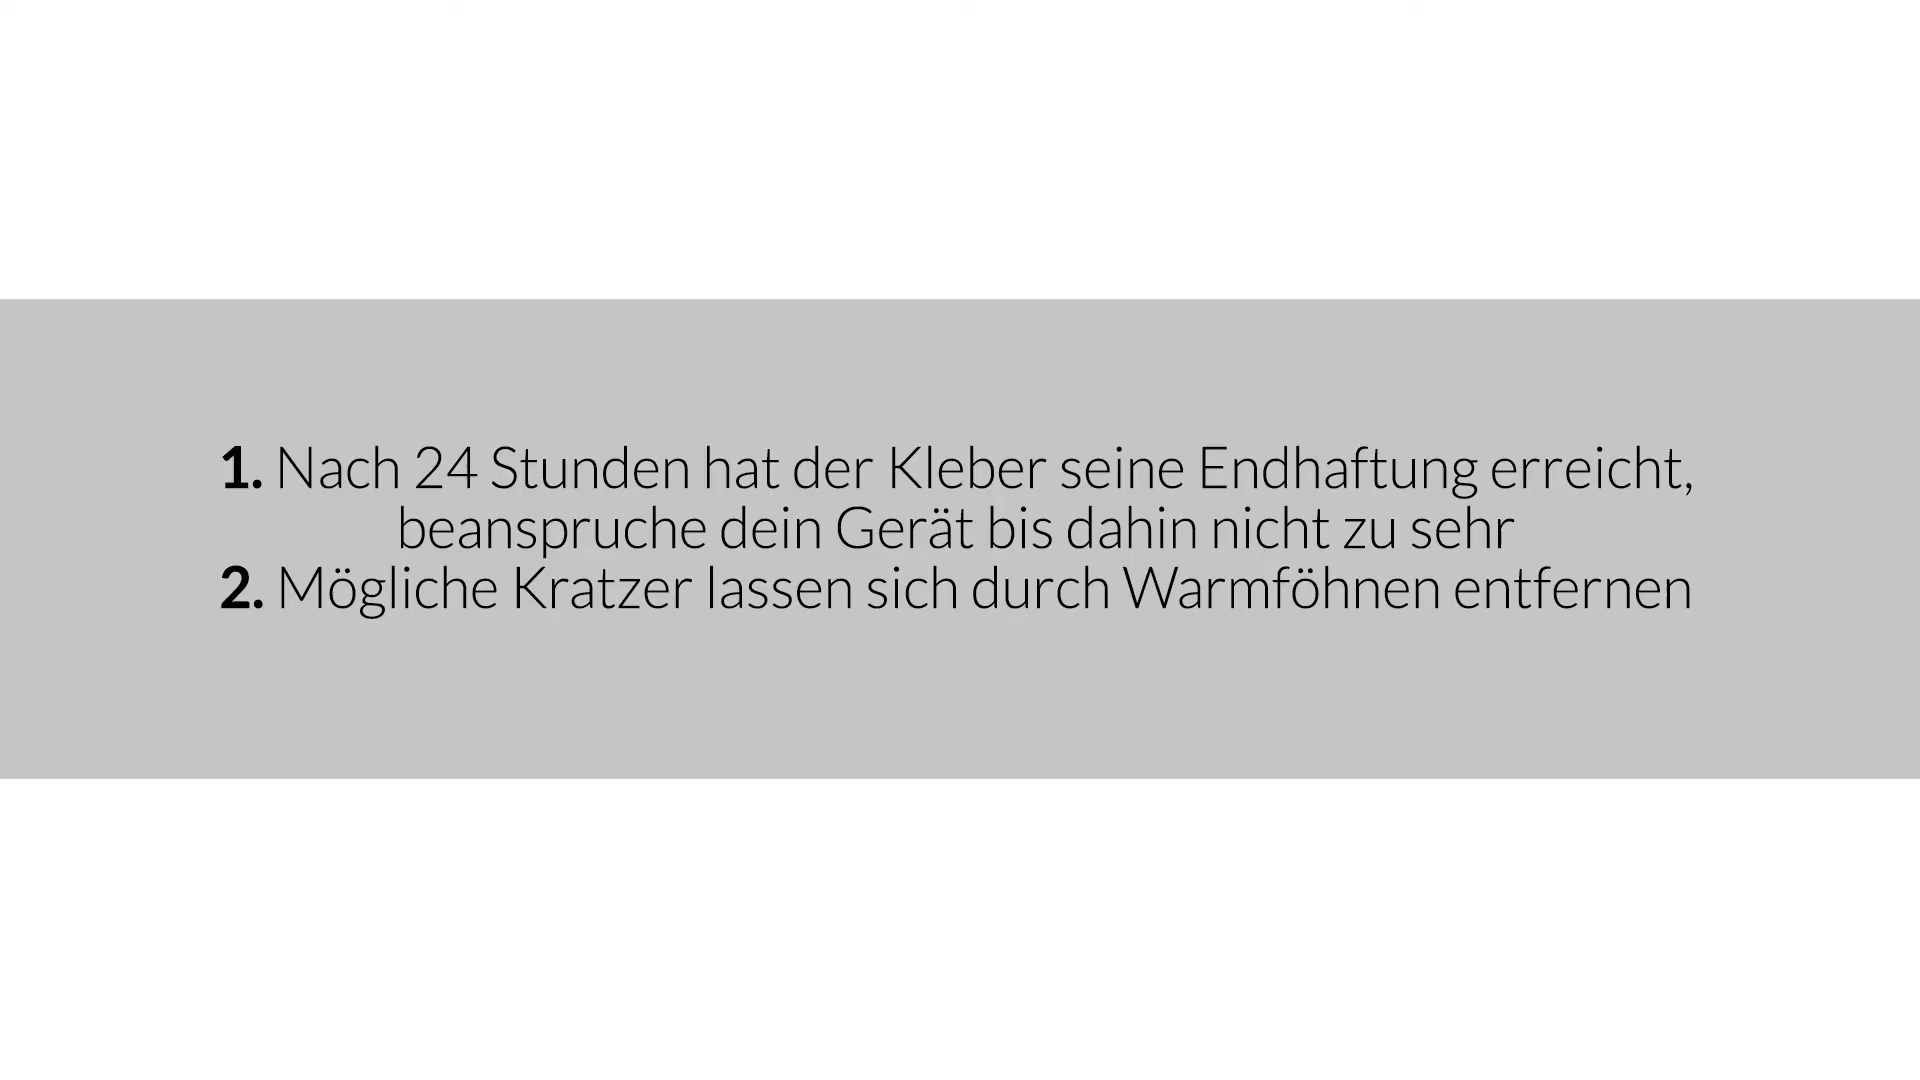 1. Nach 24 Stunden hat der Kleber seine Endhaftung erreicht,
beanspruche dein Gerät bis dahin nicht zu sehr
2. Mögliche Kratzer lassen sich durch Warmföhnen entfernen